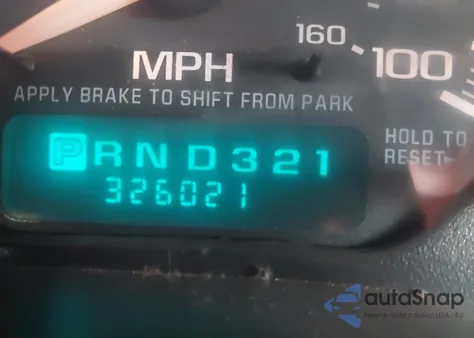 160
100
MPH
APPLY BRAKE TO SHIFT FROM PARK
HOLD TO
RESET
PRND321
326021
autoSnap